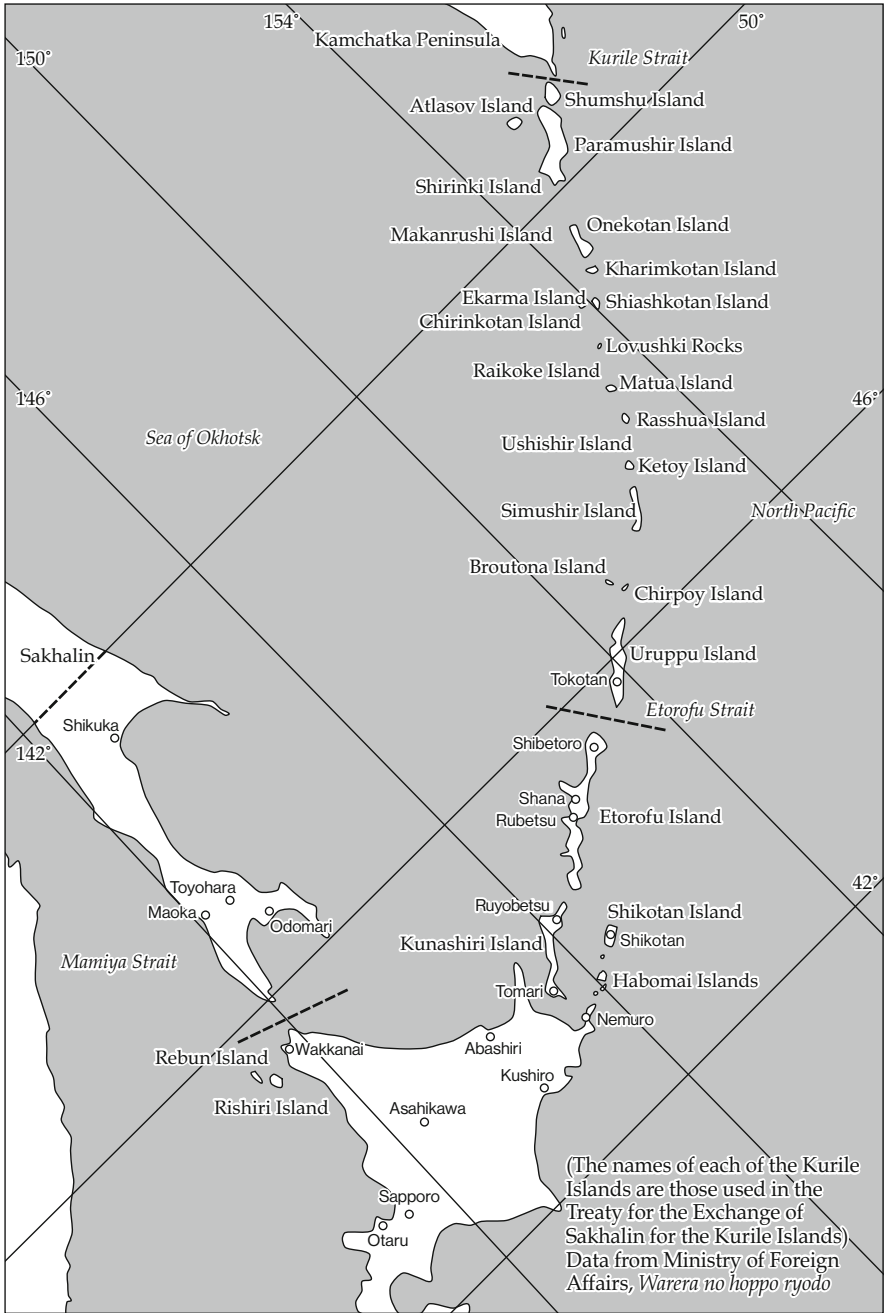 154°
50°
Kamchatka Peninsula
150°
Kurile Strait
Shumshu Island
Atlasov Island
Paramushir Island
Shirinki Island
Onekotan Island
Makanrushi Island
Kharimkotan Island
Ekarma Island
Shiashkotan Island
Chirinkotan Island
Lovushki Rocks
Raikoke Island
Matua Island
146°
46°
Rasshua Island
Sea of Okhotsk
Ushishir Island
Ketoy Island
Simushir Island
North Pacific
Broutona Island
Chirpoy Island
Sakhalin
Uruppu Island
Tokotan
Etorofu Strait
Shikuka
Shibetoro
142°
Shana
Rubetsu
Etorofu Island
42°
Toyohara
Maoka
Odomari
Ruyobetsu
Shikotan Island
Shikotan
Kunashiri Island
Mamiya Strait
Habomai Islands
Tomari
Nemuro
Wakkanai
Abashiri
Rebun Island
Kushiro
Rishiri Island
Asahikawa
Sapporo
Otaru
(The names of each of the Kurile
Islands are those used in the
Treaty for the Exchange of
Sakhalin for the Kurile Islands)
Data from Ministry of Foreign
Affairs, Warera no hoppo ryodo